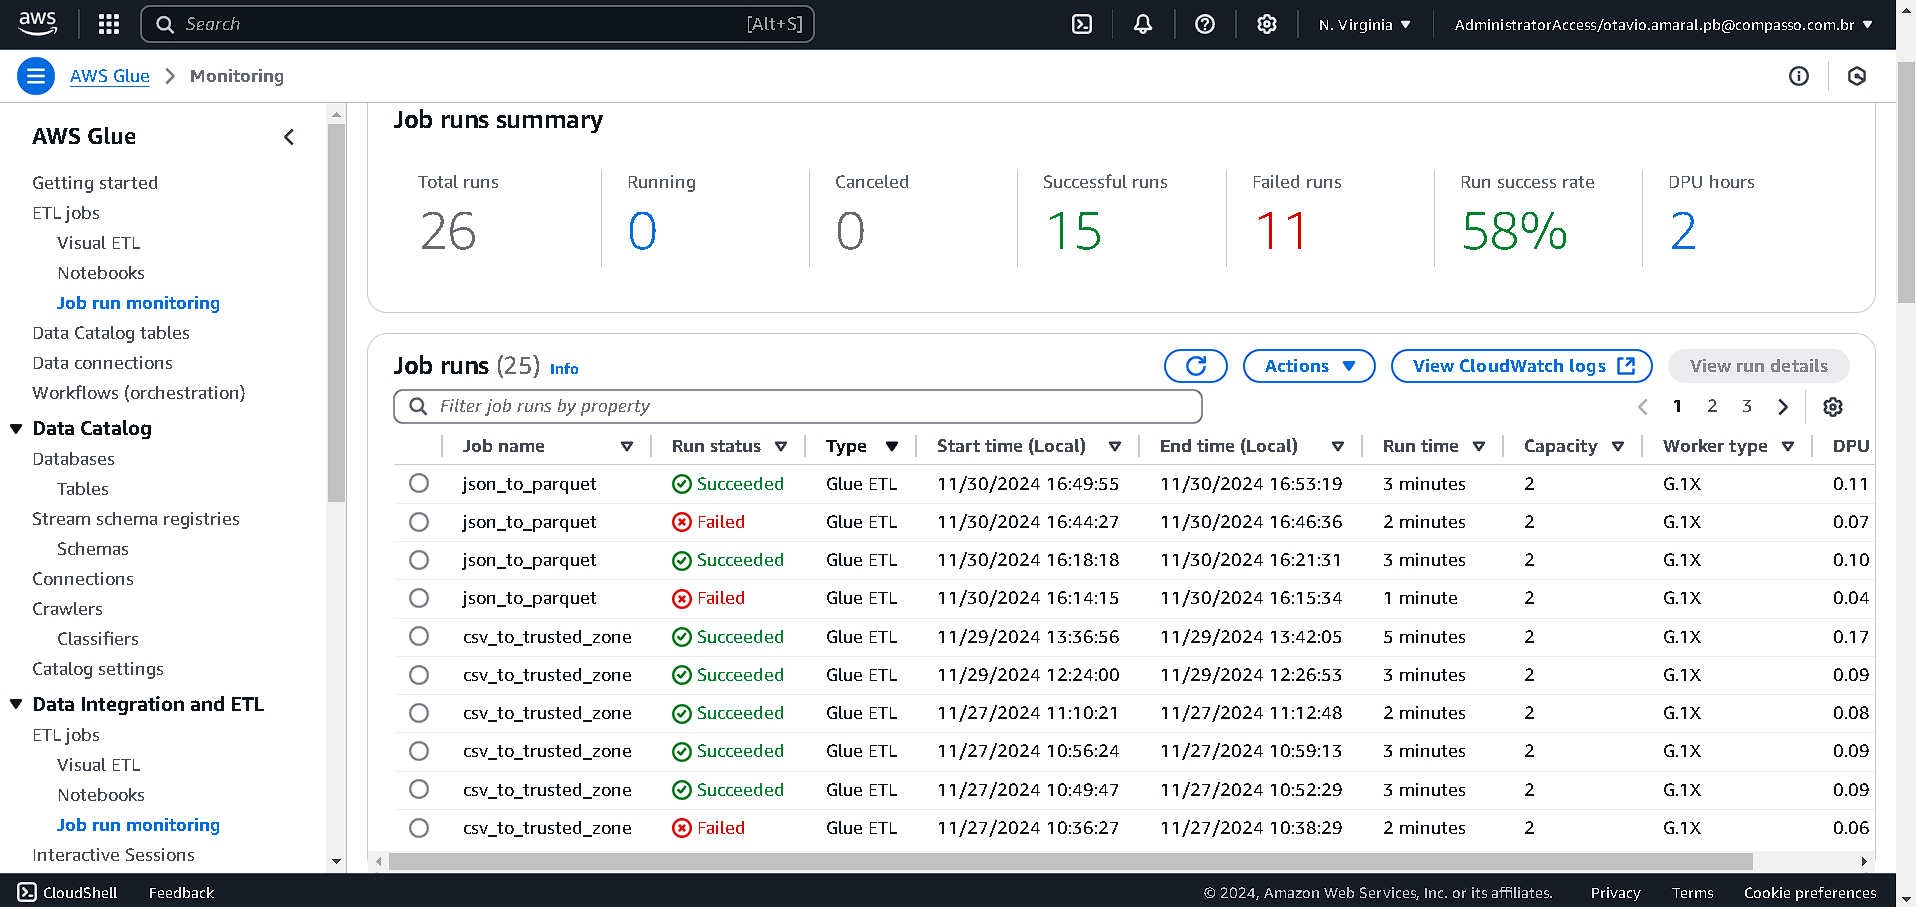 aws
Search [Alt+S]
N. Virginia
AdministratorAccess/otavio.amaral.pb@compasso.com.br
AWS Glue
Monitoring
AWS Glue
Getting started
ETL jobs
Visual ETL
Notebooks
Job run monitoring
Data Catalog tables
Data connections
Workflows (orchestration)
Data Catalog
Databases
Tables
Stream schema registries
Schemas
Connections
Crawlers
Classifiers
Catalog settings
Data Integration and ETL
ETL jobs
Visual ETL
Notebooks
Job run monitoring
Interactive Sessions
Job runs summary
Total runs Running Canceled Successful runs Failed runs Run success rate DPU hours
26 0 0 15 11 58% 2
Job runs (25) Info
Actions
View CloudWatch logs
View run details
Filter job runs by property
1 2 3
Job name Run status Type Start time (Local) End time (Local) Run time Capacity Worker type DPU
json_to_parquet Succeeded Glue ETL 11/30/2024 16:49:55 11/30/2024 16:53:19 3 minutes 2 G.1X 0.11
json_to_parquet Failed Glue ETL 11/30/2024 16:44:27 11/30/2024 16:46:36 2 minutes 2 G.1X 0.07
json_to_parquet Succeeded Glue ETL 11/30/2024 16:18:18 11/30/2024 16:21:31 3 minutes 2 G.1X 0.10
json_to_parquet Failed Glue ETL 11/30/2024 16:14:15 11/30/2024 16:15:34 1 minute 2 G.1X 0.04
csv_to_trusted_zone Succeeded Glue ETL 11/29/2024 13:36:56 11/29/2024 13:42:05 5 minutes 2 G.1X 0.17
csv_to_trusted_zone Succeeded Glue ETL 11/29/2024 12:24:00 11/29/2024 12:26:53 3 minutes 2 G.1X 0.09
csv_to_trusted_zone Succeeded Glue ETL 11/27/2024 11:10:21 11/27/2024 11:12:48 2 minutes 2 G.1X 0.08
csv_to_trusted_zone Succeeded Glue ETL 11/27/2024 10:56:24 11/27/2024 10:59:13 3 minutes 2 G.1X 0.09
csv_to_trusted_zone Succeeded Glue ETL 11/27/2024 10:49:47 11/27/2024 10:52:29 3 minutes 2 G.1X 0.09
csv_to_trusted_zone Failed Glue ETL 11/27/2024 10:36:27 11/27/2024 10:38:29 2 minutes 2 G.1X 0.06
CloudShell Feedback © 2024, Amazon Web Services, Inc. or its affiliates. Privacy Terms Cookie preferences